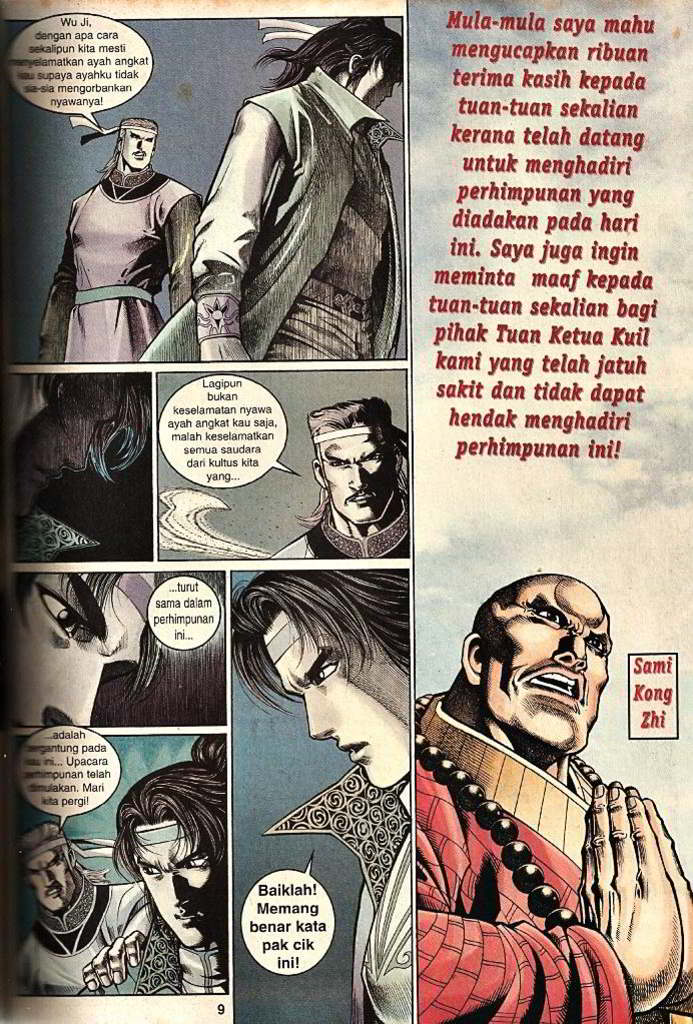 Wu Ji,
dengan apa cara
sekalipun kita mesti
menyelamatkan ayah angkat
kau supaya ayahku tidak
sia-sia mengorbankan
nyawanya!
Lagipun
bukan
keselamatan nyawa
ayah angkat kau saja,
malah keselamatkan
semua saudara
dari kultus kita
yang...
...turut
sama dalam
perhimpunan
ini...
...adalah
bergantung pada
kau ini... Upacara
perhimpunan telah
dimulakan. Mari
kita pergi!
Baiklah!
Memang
benar kata
pak cik
ini!
9
Mula-mula saya mahu
mengucapkan ribuan
terima kasih kepada
tuan-tuan sekalian
kerana telah datang
untuk menghadiri
perhimpunan yang
diadakan pada hari
ini. Saya juga ingin
meminta maaf kepada
tuan-tuan sekalian bagi
pihak Tuan Ketua Kuil
kami yang telah jatuh
sakit dan tidak dapat
hendak menghadiri
perhimpunan ini!
Sami
Kong
Zhi